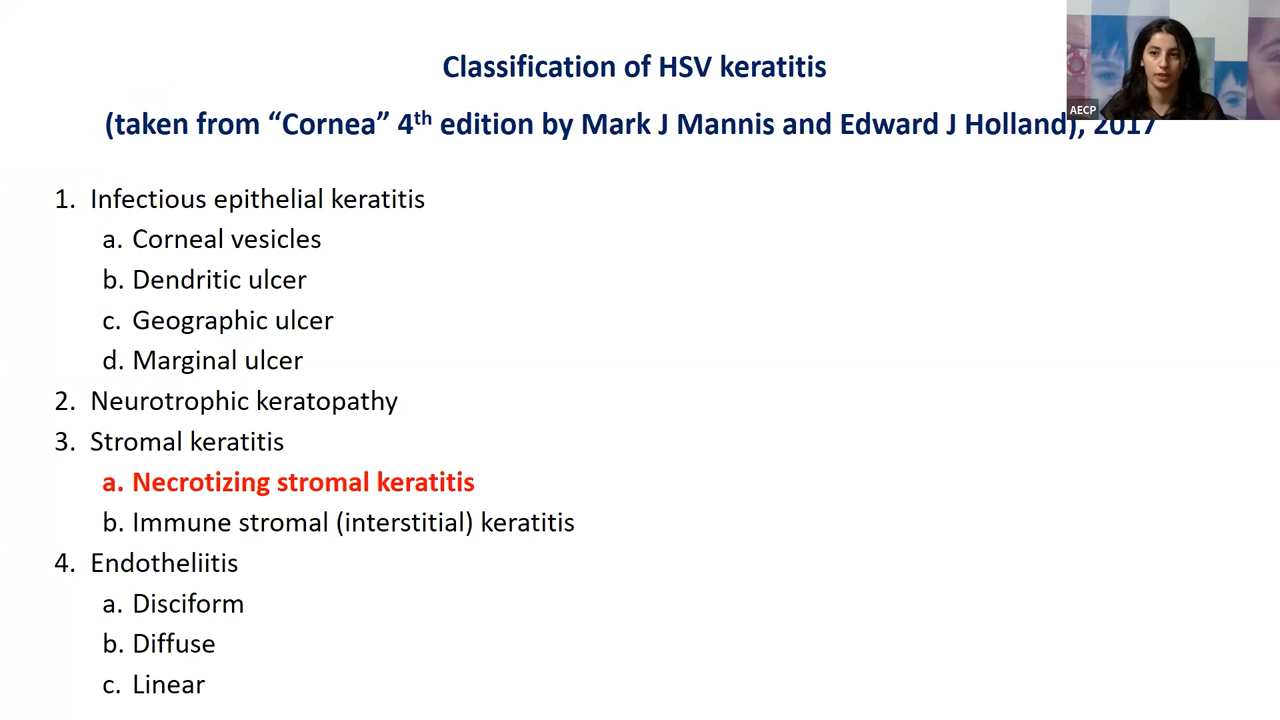 Classification of HSV keratitis
(taken from “Cornea” 4th edition by Mark J Mannis and Edward J Holland), 2017
AECP
1. Infectious epithelial keratitis
a. Corneal vesicles
b. Dendritic ulcer
c. Geographic ulcer
d. Marginal ulcer
2. Neurotrophic keratopathy
3. Stromal keratitis
a. Necrotizing stromal keratitis
b. Immune stromal (interstitial) keratitis
4. Endotheliitis
a. Disciform
b. Diffuse
c. Linear